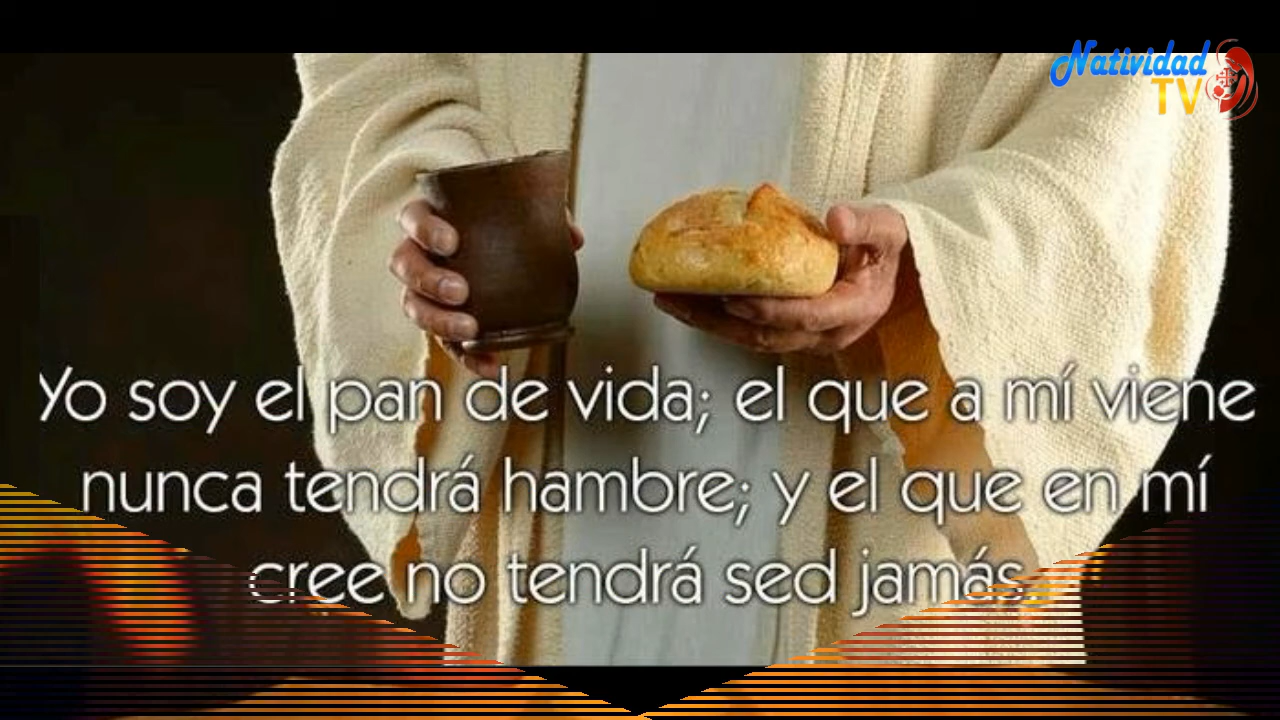 Natividad
TV
Yo soy el pan de vida; el que a mí viene
nunca tendrá hambre; y el que en mí
cree no tendrá sed jamás.